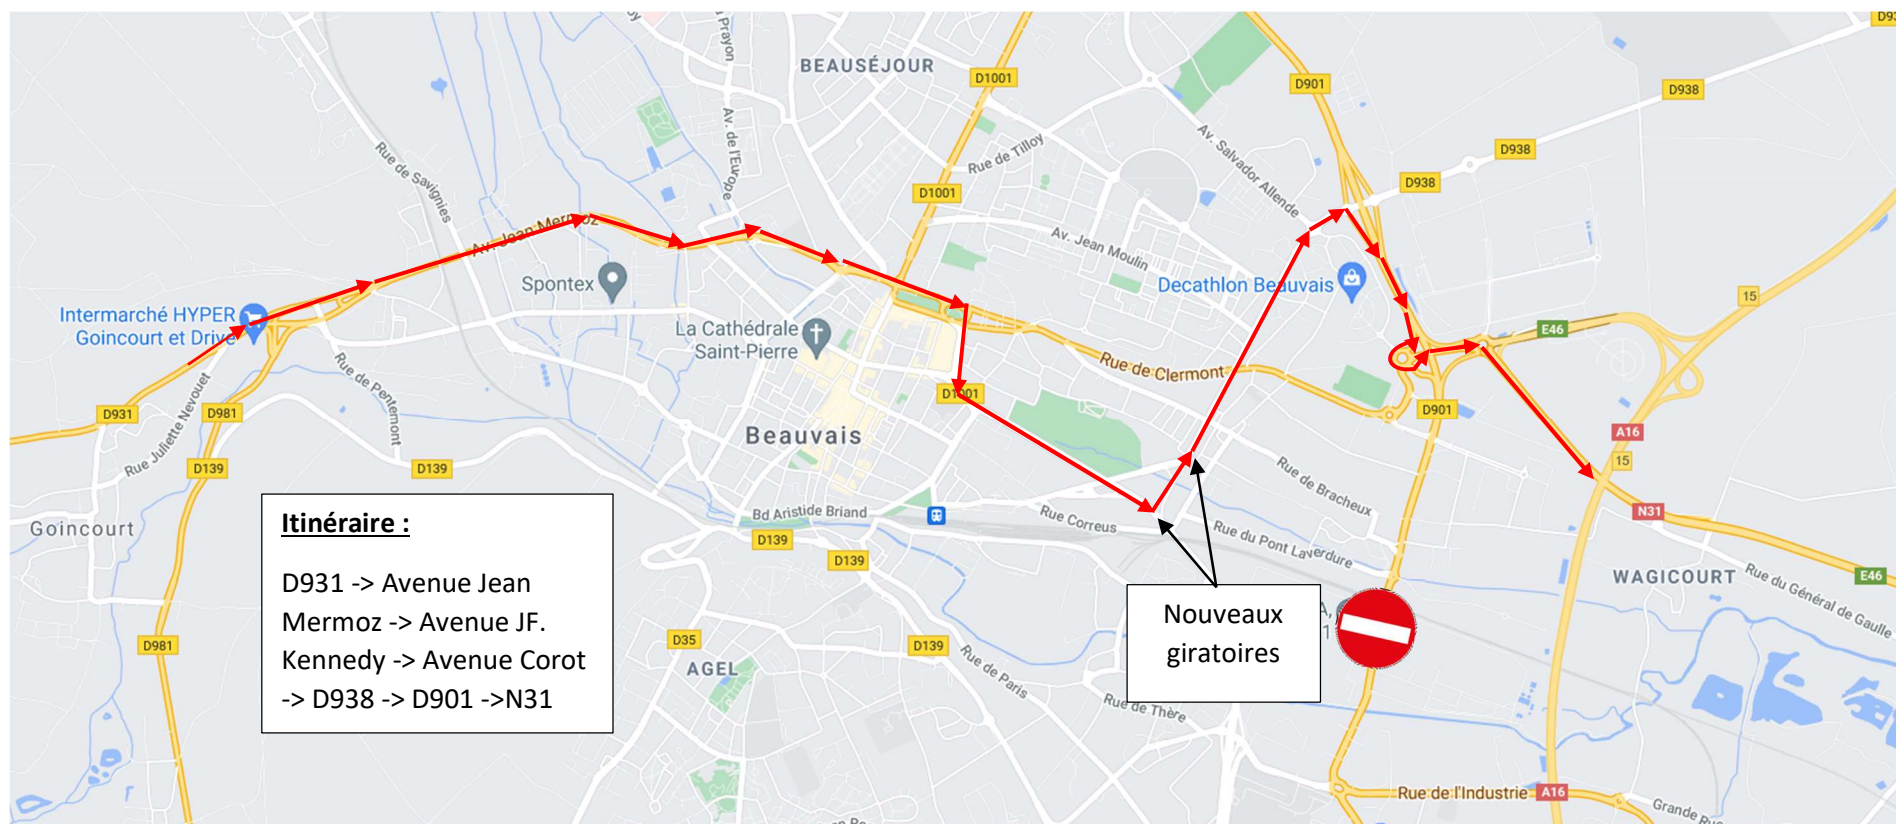 D93
Prayon
BEAUSÉJOUR
D1001
D901
D938
Av. de l'Europe
Rue de Tilloy
Av. Salvador Allende
D938
Rue de Savignies
D1001
D938
Av. Jean Mermoz
Av. Jean Moulin
Spontex
Decathlon Beauvais
15
Intermarché HYPER
Goincourt et Drive
La Cathédrale
Saint-Pierre
E46
Rue de Clermont
Rue de Pentemont
D1001
D931
D981
D901
Rue Juliette Nevouet
Beauvais
A16
D139
D139
15
Rue de Bracheux
Goincourt
Bd Aristide Briand
Rue Correus
N31
Rue du Pont Laverdure
D139
D139
WAGICOURT
E46
Rue du Général de Gaulle
Itinéraire :
D931 -> Avenue Jean
Mermoz -> Avenue JF.
Kennedy -> Avenue Corot
-> D938 -> D901 ->N31
Nouveaux
giratoires
A,
1
D981
D35
D139
AGEL
Rue de Paris
Rue de Thère
Rue de l'Industrie
A16
Grande Rue